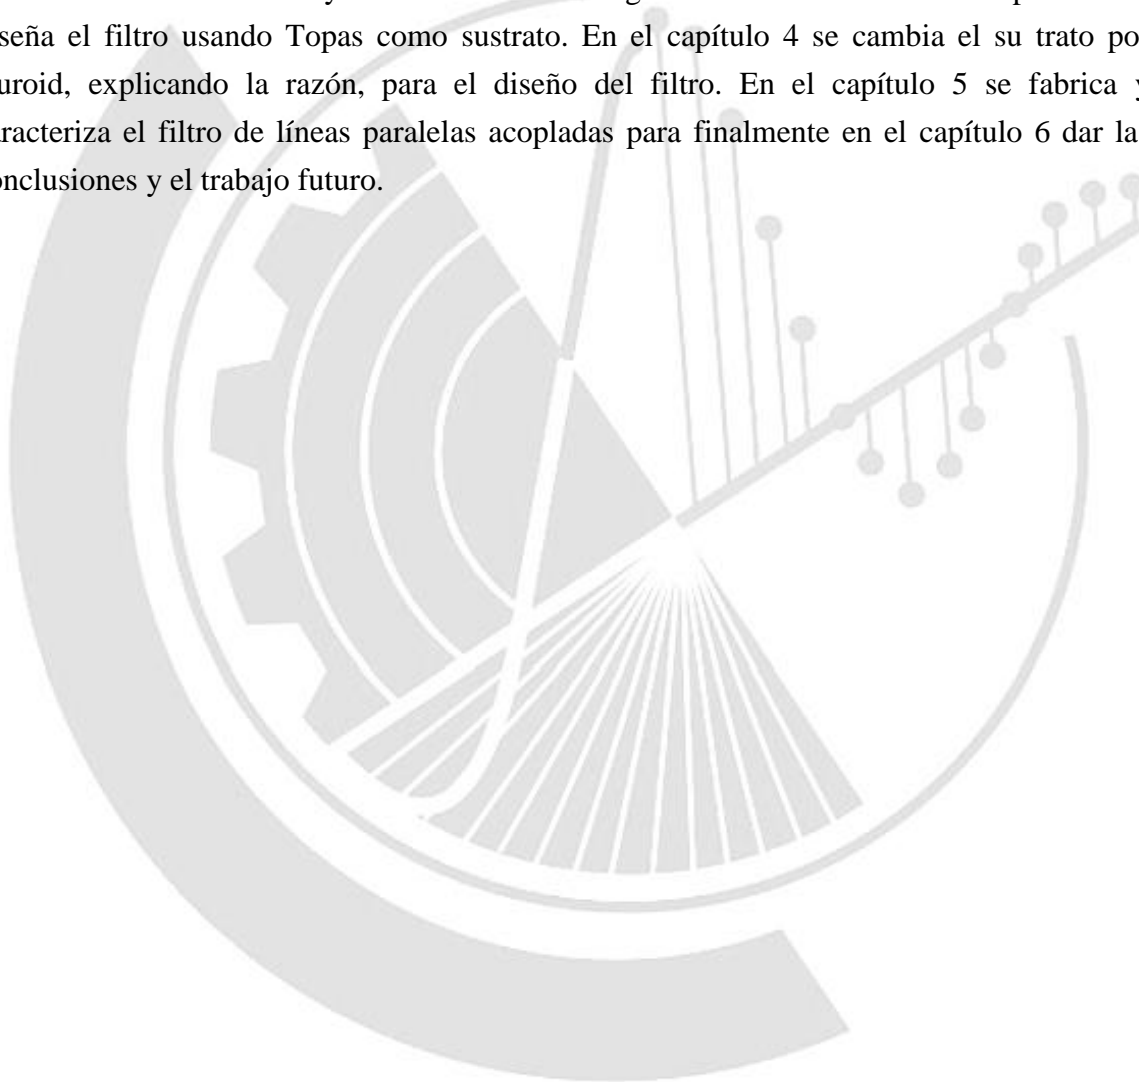 seña el filtro usando Topas como sustrato. En el capítulo 4 se cambia el su trato po
uroid, explicando la razón, para el diseño del filtro. En el capítulo 5 se fabrica y
racteriza el filtro de líneas paralelas acopladas para finalmente en el capítulo 6 dar la
onclusiones y el trabajo futuro.